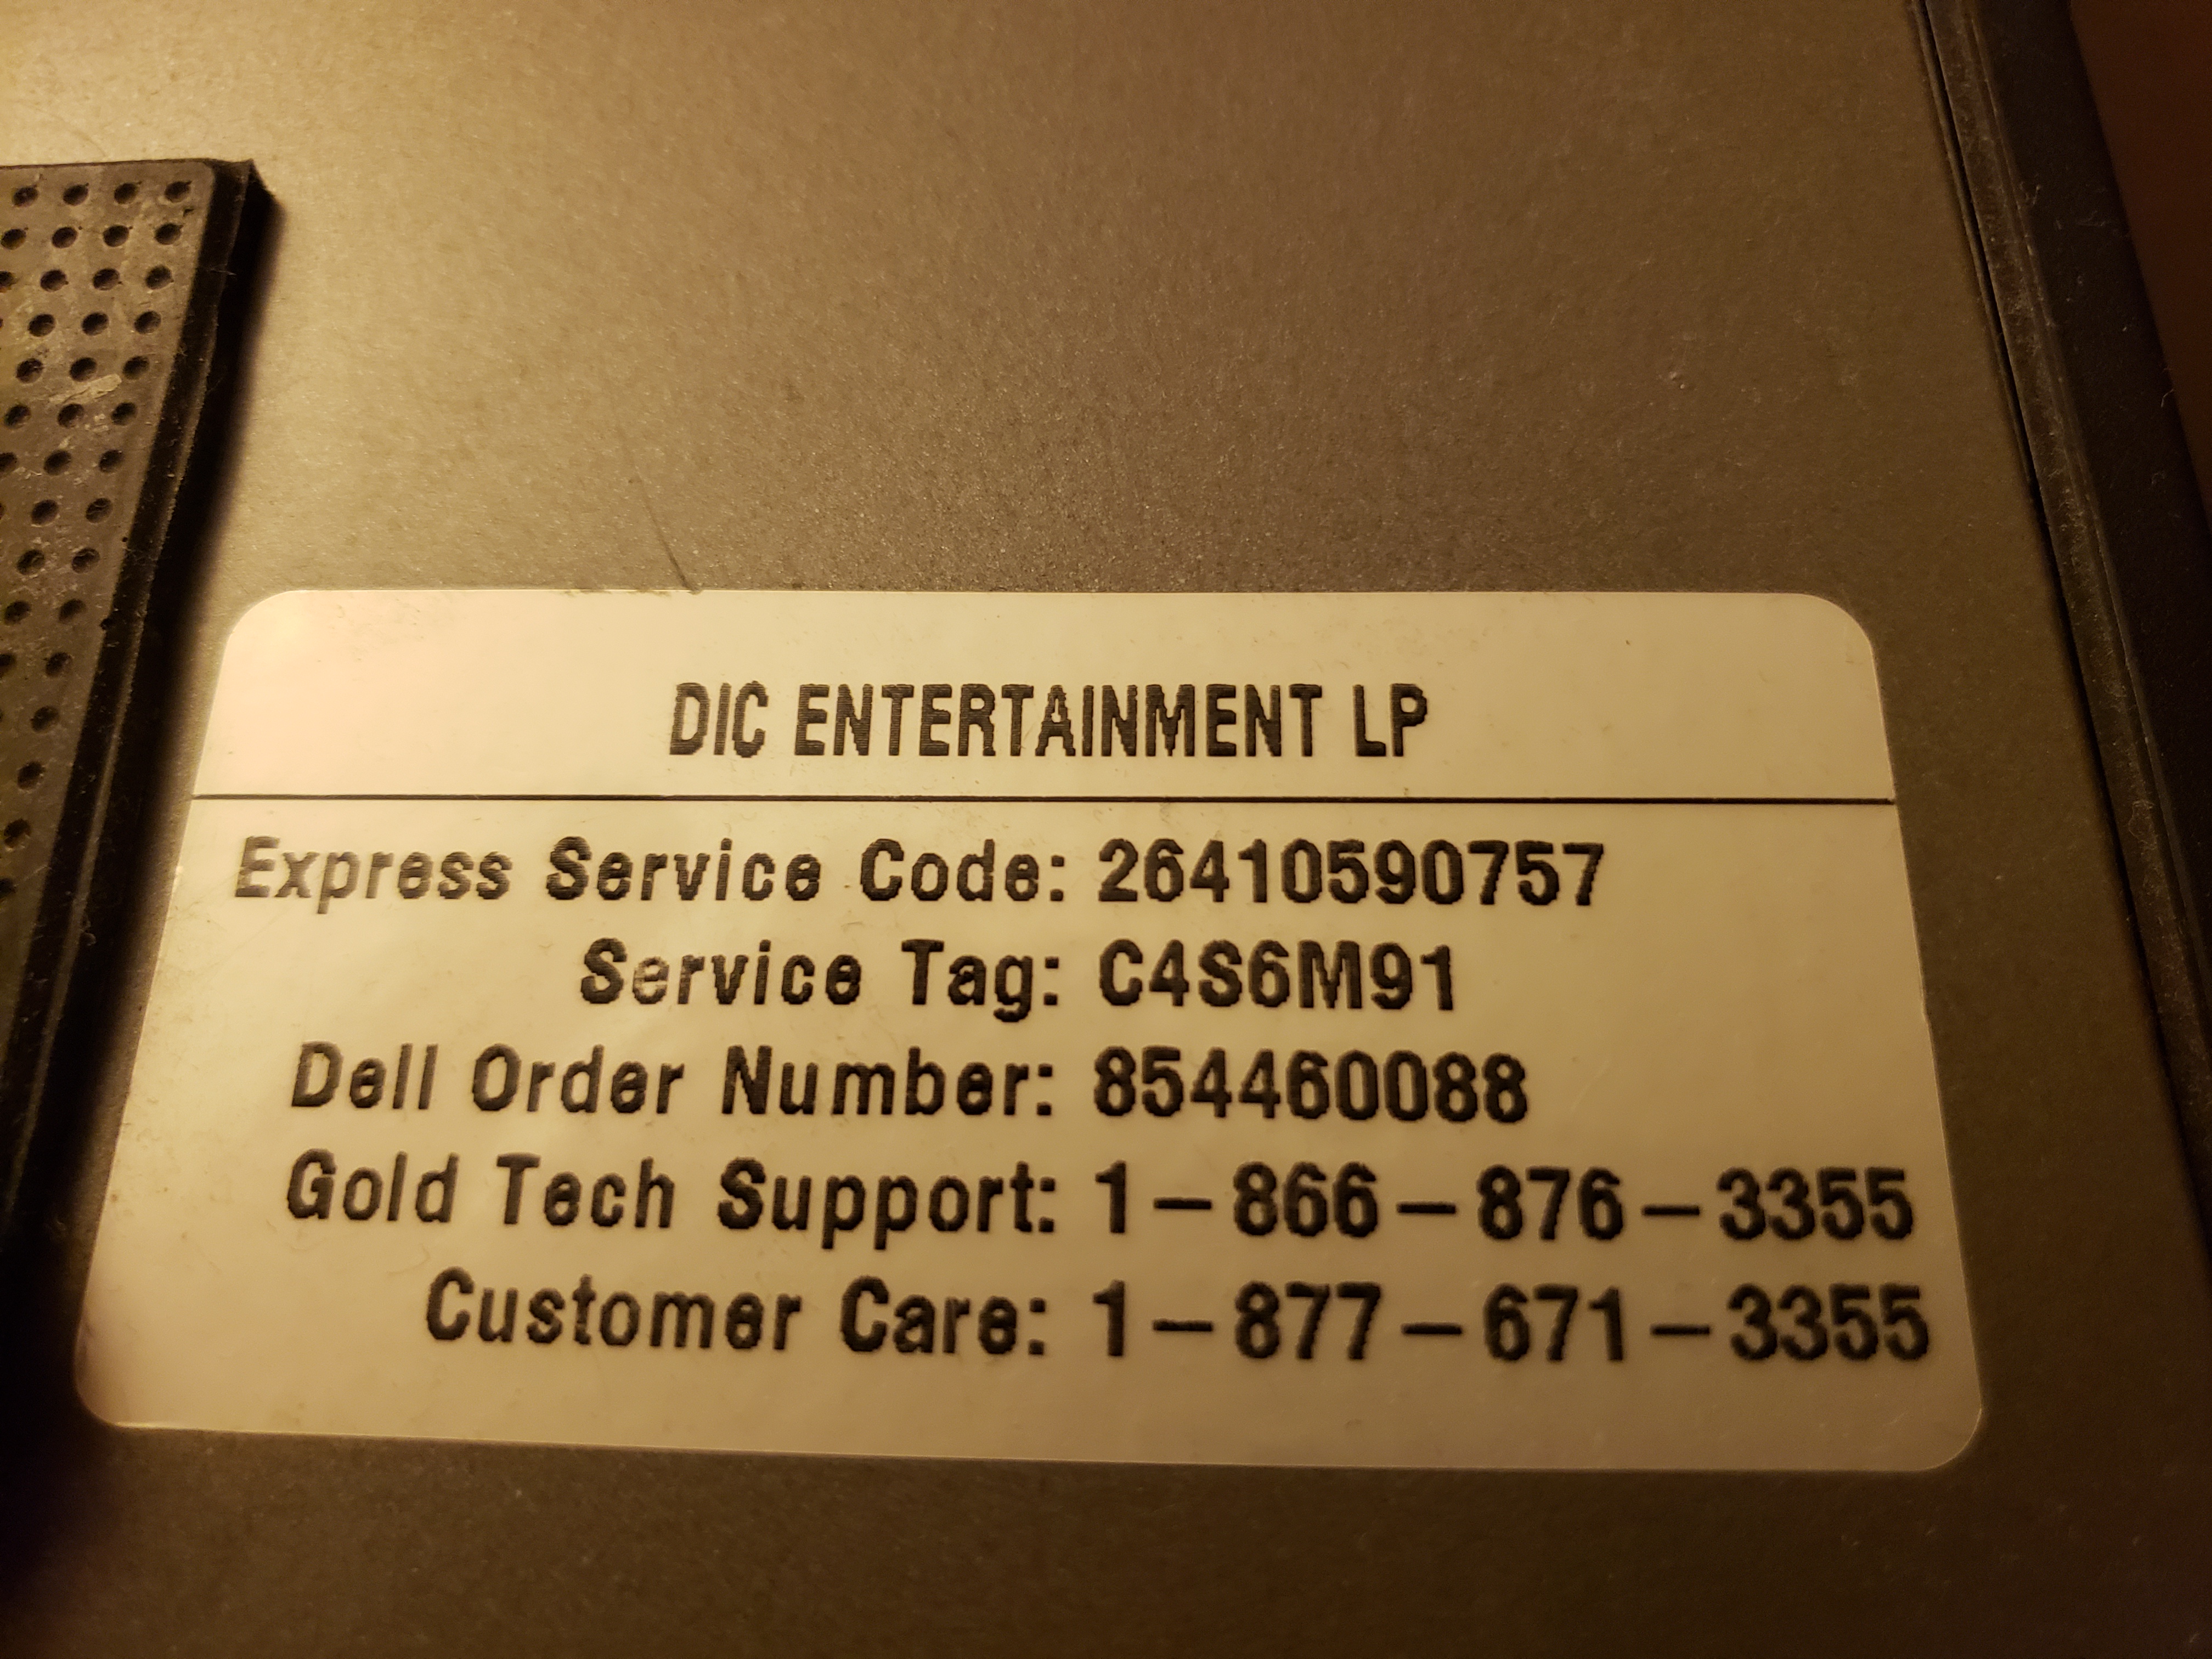 DIC ENTERTAINMENT LP
Express Service Code: 26410590757
Service Tag: C4S6M91
Dell Order Number: 854460088
Gold Tech Support: 1-866-876-3355
Customer Care: 1-877-671-3355